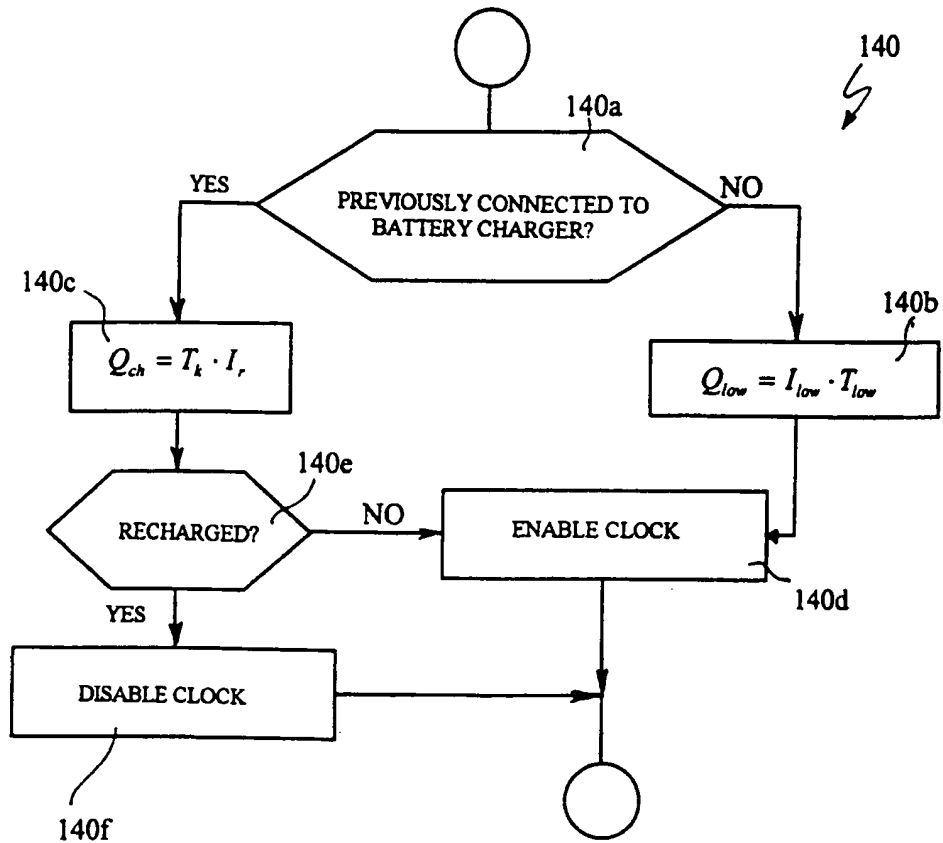 140
140a
YES
NO
PREVIOUSLY CONNECTED TO
BATTERY CHARGER?
140c
140b
Q_ch = T_k · I_r
Q_low = I_low · T_low
140e
RECHARGED?
NO
ENABLE CLOCK
140d
YES
DISABLE CLOCK
140f